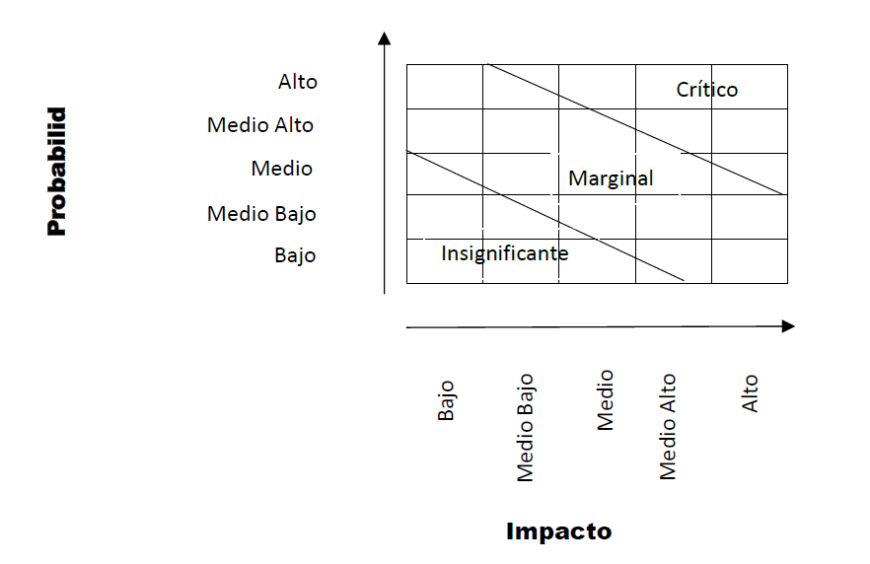 Probabilid
Alto
Medio Alto
Medio
Medio Bajo
Bajo
Crítico
Marginal
Insignificante
Bajo
Medio Bajo
Medio
Medio Alto
Alto
Impacto